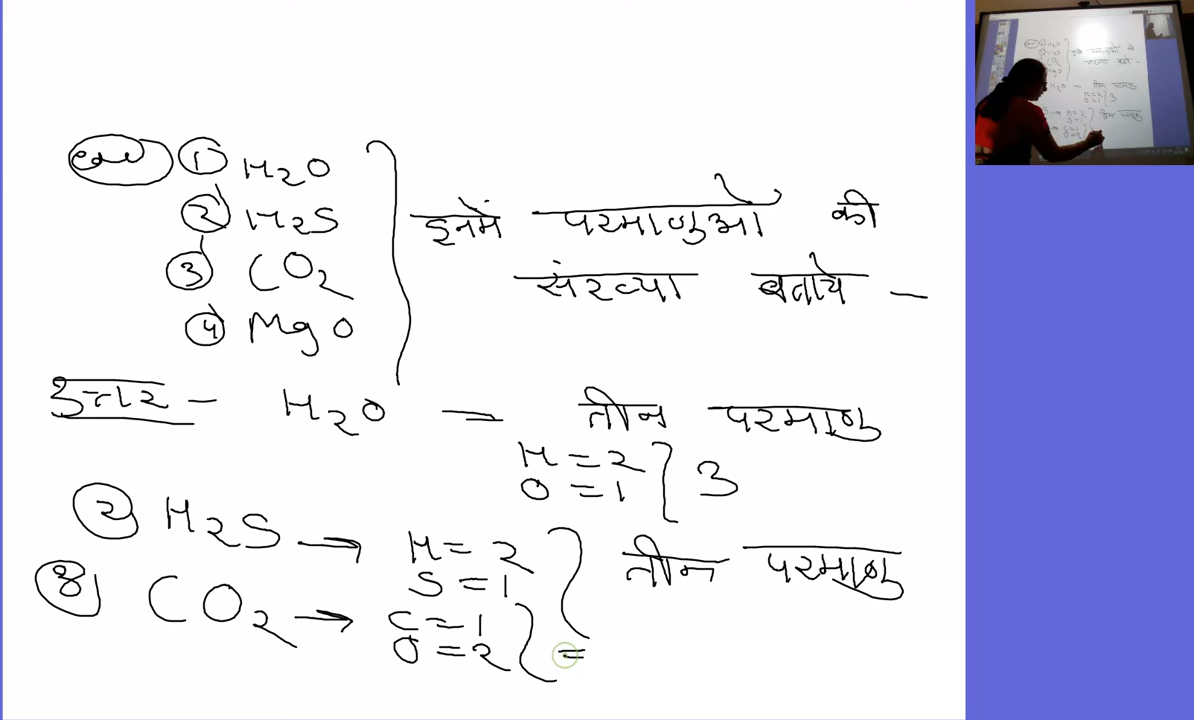 ① H₂O
② H₂S
③ CO₂
④ MgO
इनमें परमाणुओं की
संख्या बताये –
उत्तर – H₂O — तीन परमाणु
H = 2
O = 1 } 3
② H₂S → H = 2
S = 1 } तीन परमाणु
③ CO₂ → C = 1
O = 2 } =